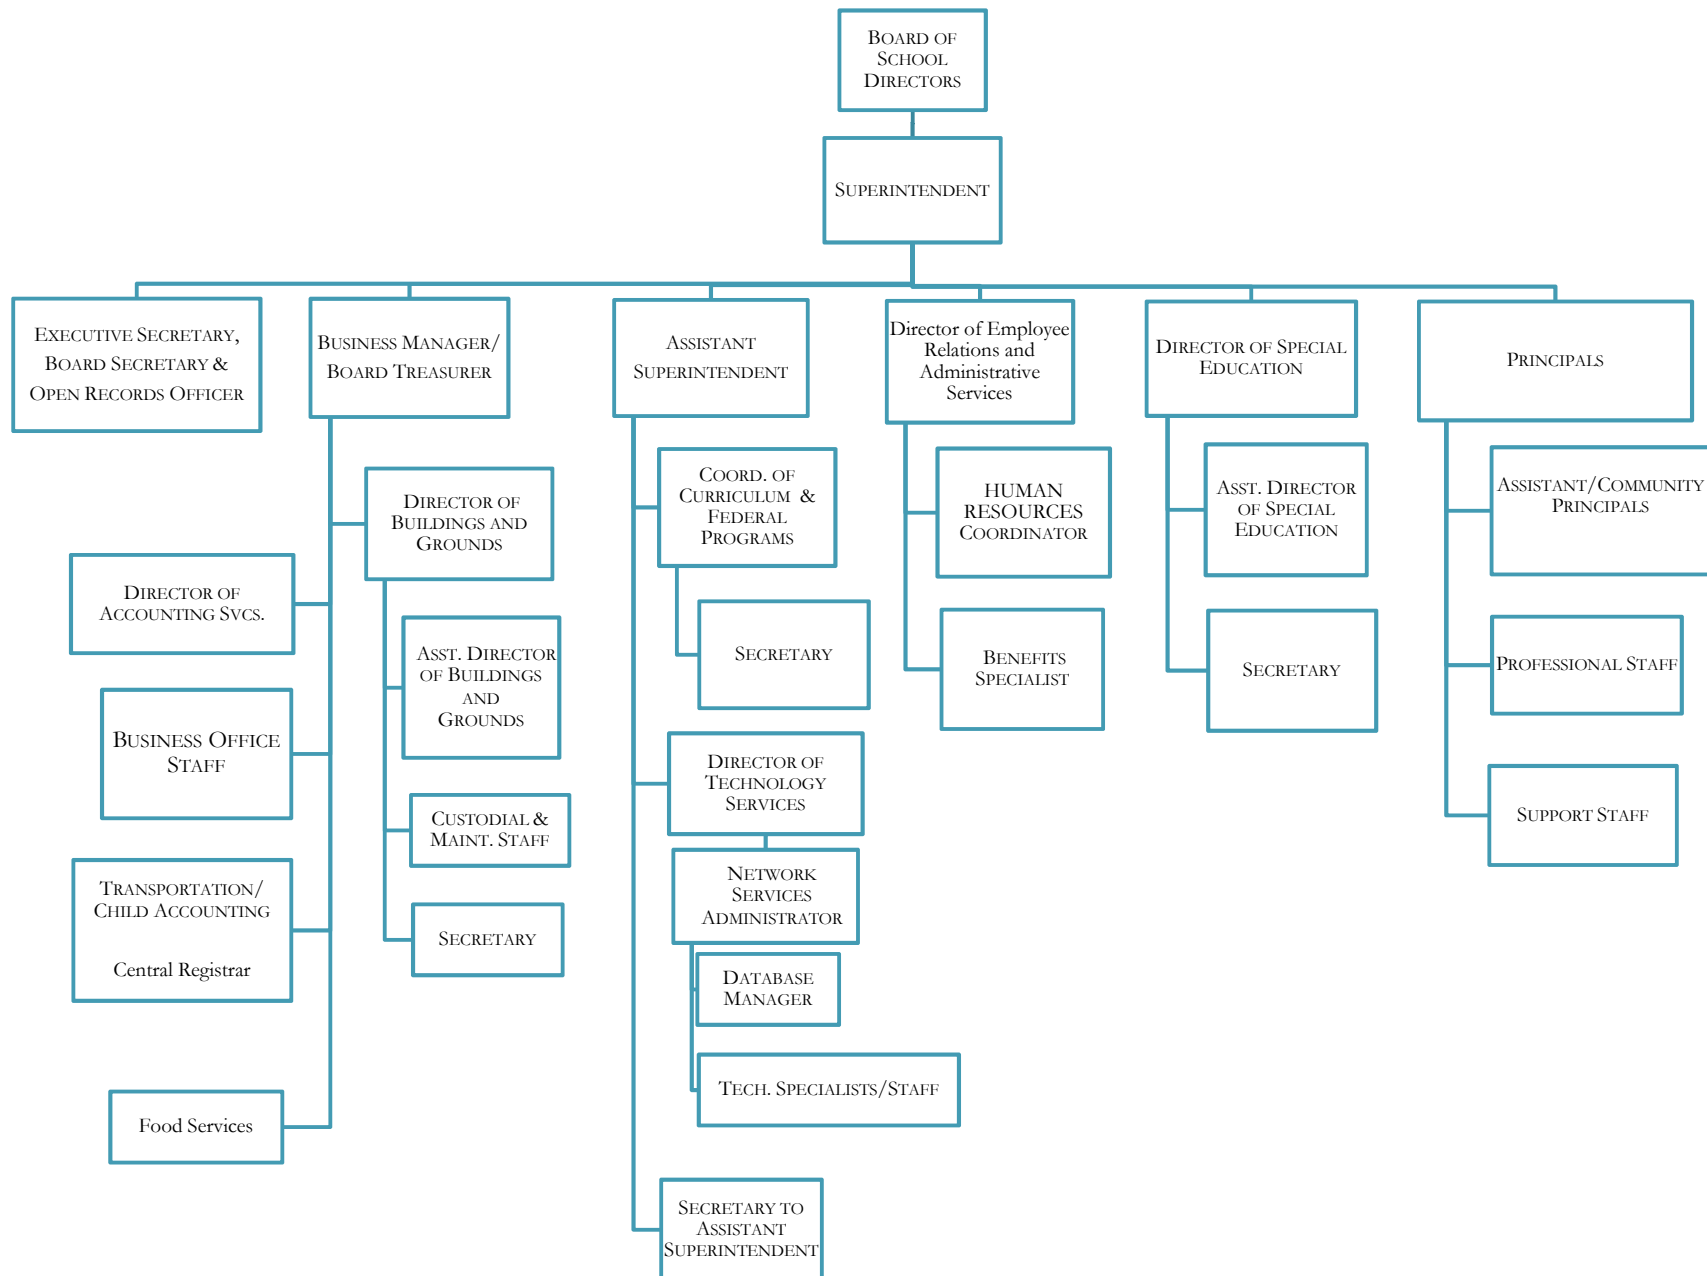 BOARD OF
SCHOOL
DIRECTORS
SUPERINTENDENT
EXECUTIVE SECRETARY,
BOARD SECRETARY &
OPEN RECORDS OFFICER
BUSINESS MANAGER/
BOARD TREASURER
ASSISTANT
SUPERINTENDENT
Director of Employee
Relations and
Administrative
Services
DIRECTOR OF SPECIAL
EDUCATION
PRINCIPALS
DIRECTOR OF
BUILDINGS AND
GROUNDS
DIRECTOR OF
ACCOUNTING SVCS.
ASST. DIRECTOR
OF BUILDINGS
AND
GROUNDS
BUSINESS OFFICE
STAFF
CUSTODIAL &
MAINT. STAFF
TRANSPORTATION/
CHILD ACCOUNTING
Central Registrar
SECRETARY
Food Services
COORD. OF
CURRICULUM &
FEDERAL
PROGRAMS
SECRETARY
DIRECTOR OF
TECHNOLOGY
SERVICES
NETWORK
SERVICES
ADMINISTRATOR
DATABASE
MANAGER
TECH. SPECIALISTS/STAFF
SECRETARY TO
ASSISTANT
SUPERINTENDENT
HUMAN
RESOURCES
COORDINATOR
BENEFITS
SPECIALIST
ASST. DIRECTOR
OF SPECIAL
EDUCATION
SECRETARY
ASSISTANT/COMMUNITY
PRINCIPALS
PROFESSIONAL STAFF
SUPPORT STAFF